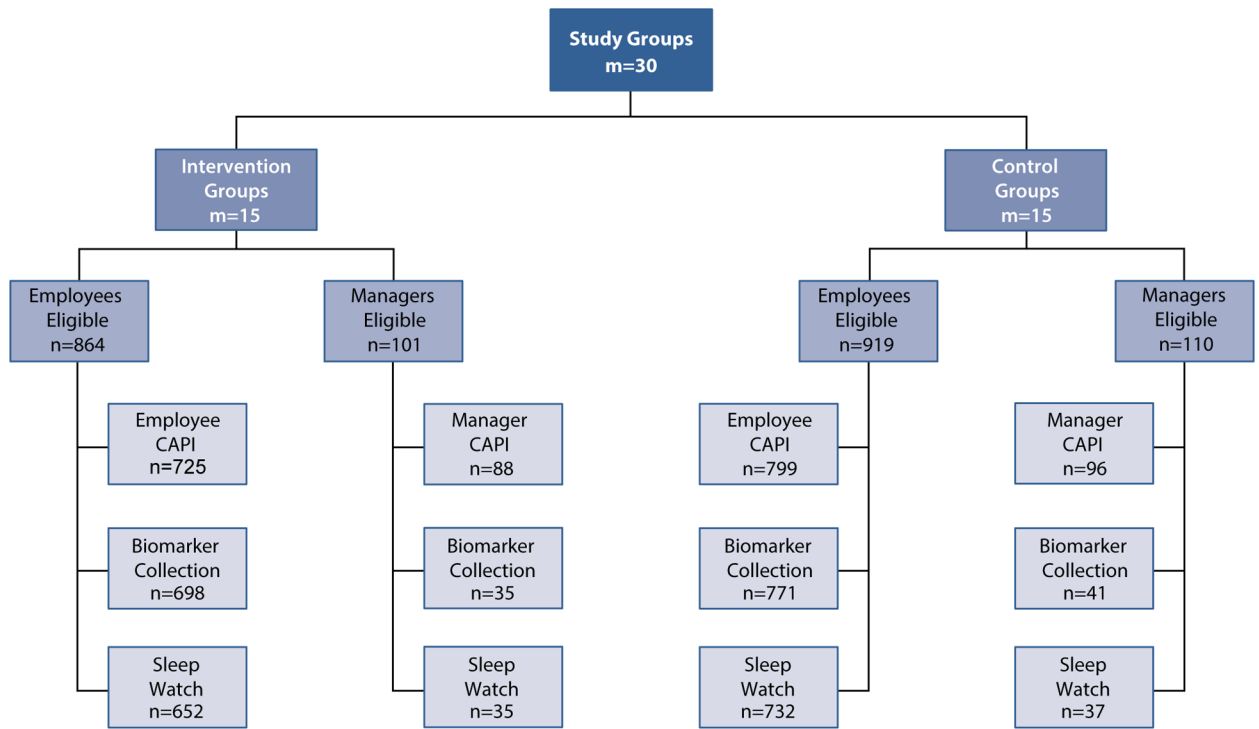 Study Groups
m=30
Intervention
Groups
m=15
Control
Groups
m=15
Employees
Eligible
n=864
Managers
Eligible
n=101
Employees
Eligible
n=919
Managers
Eligible
n=110
Employee
CAPI
n=725
Manager
CAPI
n=88
Employee
CAPI
n=799
Manager
CAPI
n=96
Biomarker
Collection
n=698
Biomarker
Collection
n=35
Biomarker
Collection
n=771
Biomarker
Collection
n=41
Sleep
Watch
n=652
Sleep
Watch
n=35
Sleep
Watch
n=732
Sleep
Watch
n=37